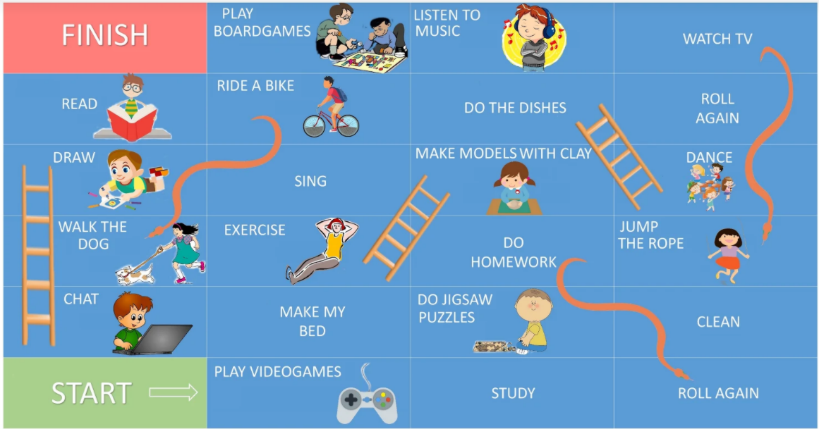 FINISH
PLAY
BOARDGAMES
LISTEN TO
MUSIC
WATCH TV
READ
RIDE A BIKE
DO THE DISHES
ROLL
AGAIN
DRAW
SING
MAKE MODELS WITH CLAY
DANCE
WALK THE
DOG
EXERCISE
DO
HOMEWORK
JUMP
THE ROPE
CHAT
MAKE MY
BED
DO JIGSAW
PUZZLES
CLEAN
START
PLAY VIDEOGAMES
STUDY
ROLL AGAIN